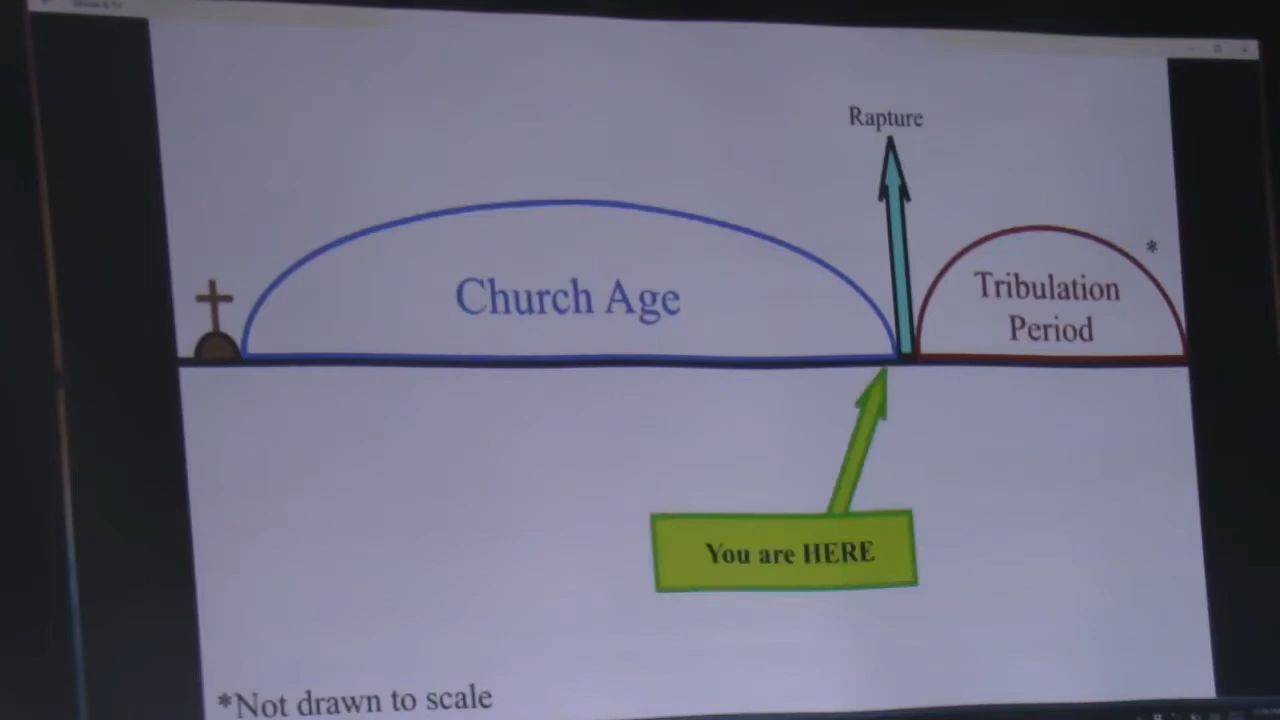 Rapture
*
Church Age
Tribulation
Period
You are HERE
*Not drawn to scale